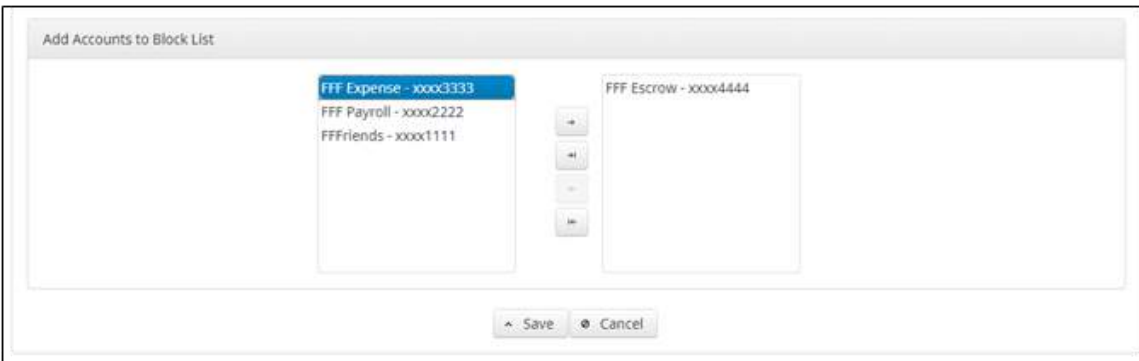 Add Accounts to Block List
FFF Expense - xxxx3333
FFF Payroll - xxxx2222
FFFriends - xxxx1111
FFF Escrow - xxxx4444
Save
Cancel